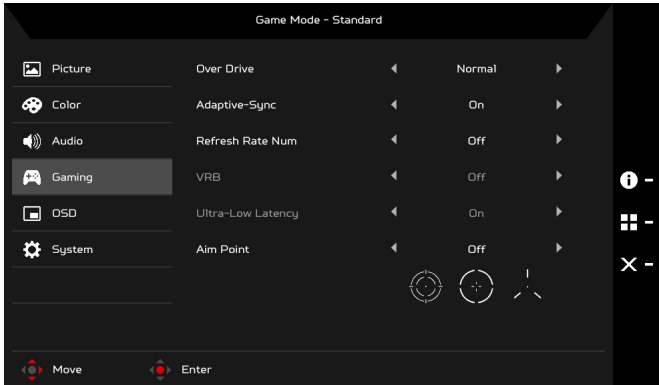 Game Mode - Standard
Picture
Over Drive Normal
Color
Adaptive-Sync On
Audio
Refresh Rate Num Off
Gaming
VRB Off
OSD
Ultra-Low Latency On
System
Aim Point Off
Move Enter